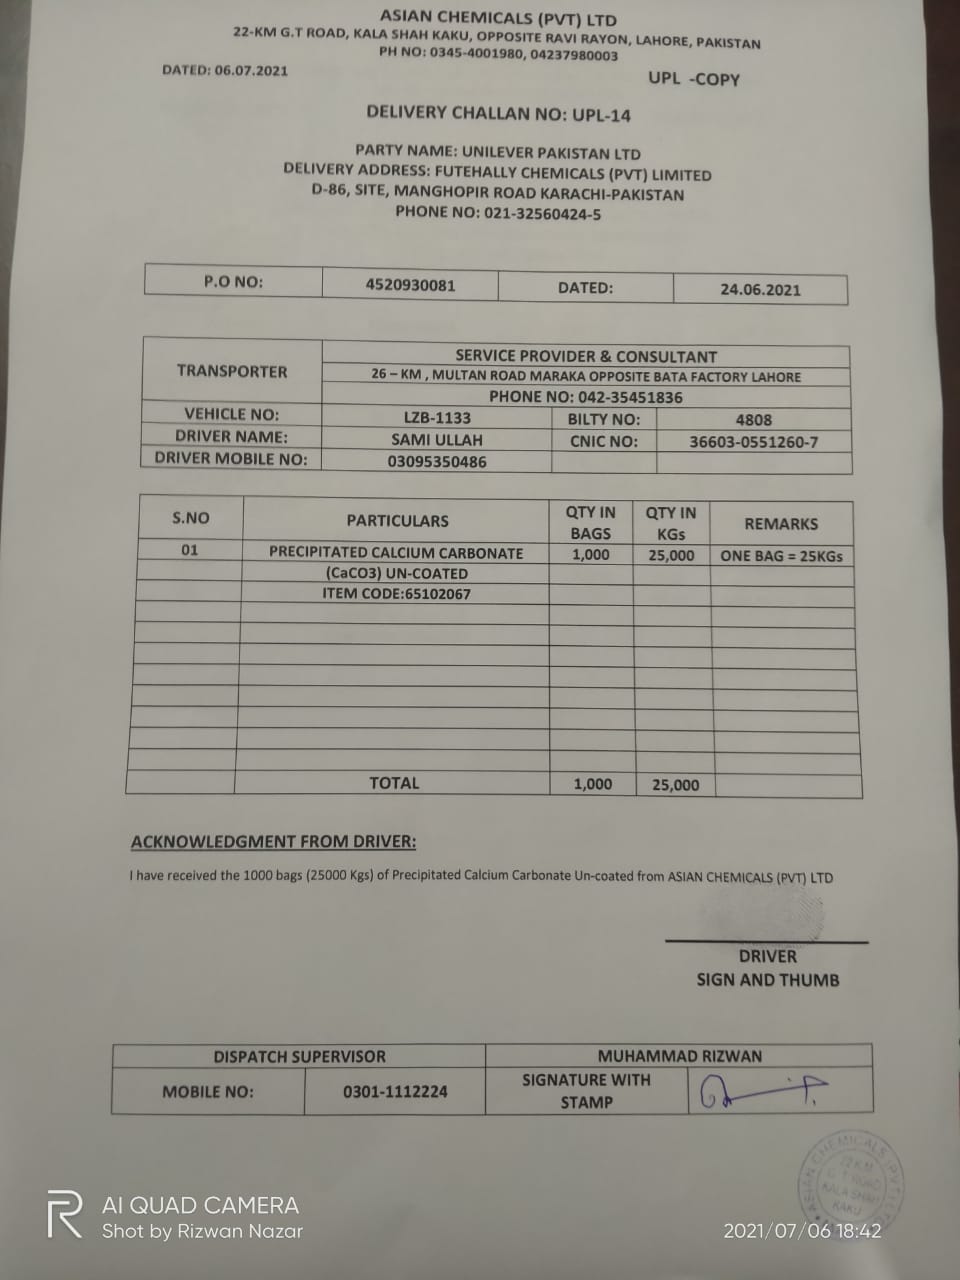 ASIAN CHEMICALS (PVT) LTD
22-KM G.T ROAD, KALA SHAH KAKU, OPPOSITE RAVI RAYON, LAHORE, PAKISTAN
PH NO: 0345-4001980, 04237980003
DATED: 06.07.2021
UPL -COPY
DELIVERY CHALLAN NO: UPL-14
PARTY NAME: UNILEVER PAKISTAN LTD
DELIVERY ADDRESS: FUTEHALLY CHEMICALS (PVT) LIMITED
D-86, SITE, MANGHOPIR ROAD KARACHI-PAKISTAN
PHONE NO: 021-32560424-5
P.O NO: 4520930081 DATED: 24.06.2021
TRANSPORTER
SERVICE PROVIDER & CONSULTANT
26 – KM , MULTAN ROAD MARAKA OPPOSITE BATA FACTORY LAHORE
PHONE NO: 042-35451836
VEHICLE NO: LZB-1133 BILTY NO: 4808
DRIVER NAME: SAMI ULLAH CNIC NO: 36603-0551260-7
DRIVER MOBILE NO: 03095350486
S.NO PARTICULARS QTY IN BAGS QTY IN KGs REMARKS
01 PRECIPITATED CALCIUM CARBONATE 1,000 25,000 ONE BAG = 25KGs
(CaCO3) UN-COATED
ITEM CODE:65102067
TOTAL 1,000 25,000
ACKNOWLEDGMENT FROM DRIVER:
I have received the 1000 bags (25000 Kgs) of Precipitated Calcium Carbonate Un-coated from ASIAN CHEMICALS (PVT) LTD
DRIVER
SIGN AND THUMB
DISPATCH SUPERVISOR MUHAMMAD RIZWAN
MOBILE NO: 0301-1112224 SIGNATURE WITH STAMP
ASIAN CHEMICALS (PVT) LTD
22 K.M
G. T ROAD
KALA SHAH
KAKU
AI QUAD CAMERA
Shot by Rizwan Nazar
2021/07/06 18:42